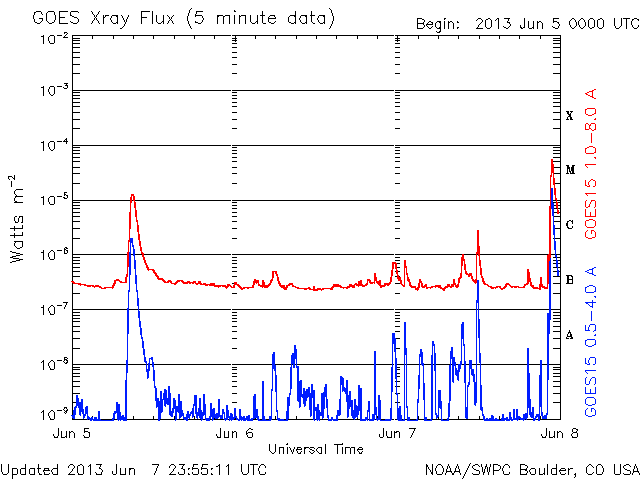 GOES Xray Flux (5 minute data)
Begin: 2013 Jun 5 0000 UTC
10-2
10-3
10-4
10-5
10-6
10-7
10-8
10-9
Watts m-2
X
M
C
B
A
GOES15 1.0-8.0 A
GOES15 0.5-4.0 A
Jun 5
Jun 6
Jun 7
Jun 8
Universal Time
Updated 2013 Jun 7 23:55:11 UTC
NOAA/SWPC Boulder, CO USA